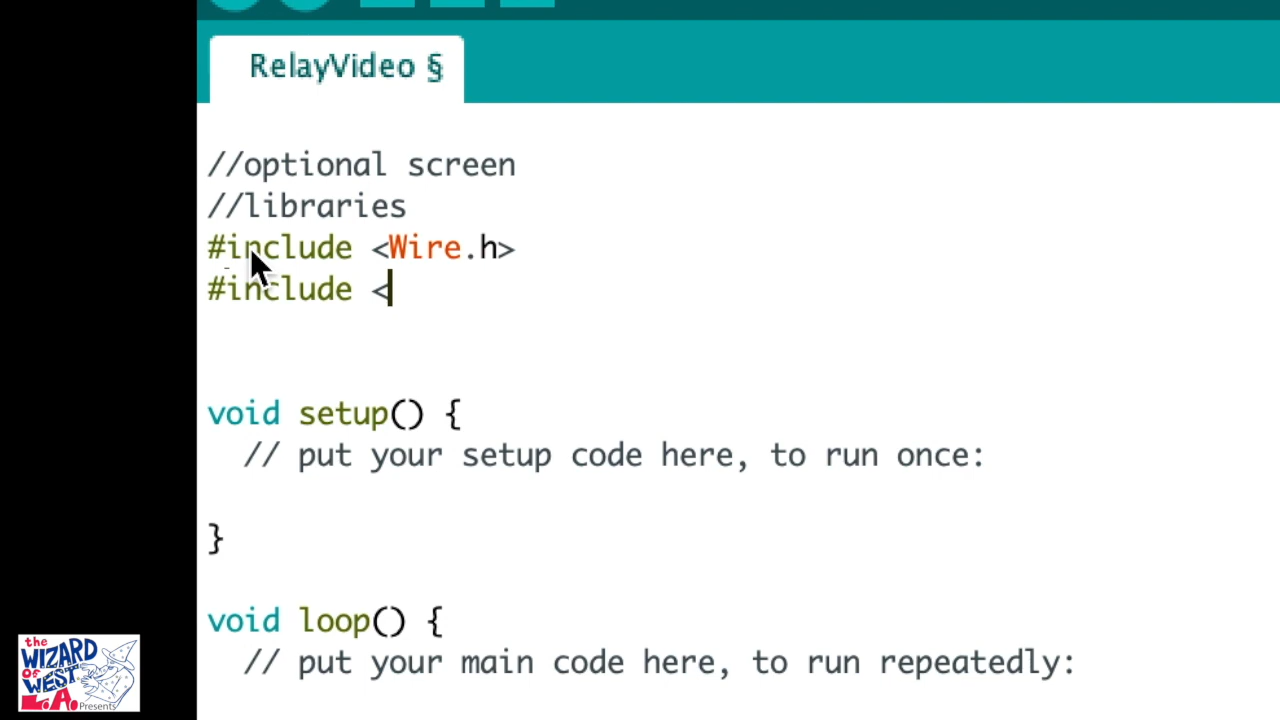 RelayVideo §
//optional screen
//libraries
#include <Wire.h>
#include <
void setup() {
// put your setup code here, to run once:
}
void loop() {
// put your main code here, to run repeatedly:
the
WIZARD
OF
WEST
L.A.
Presents